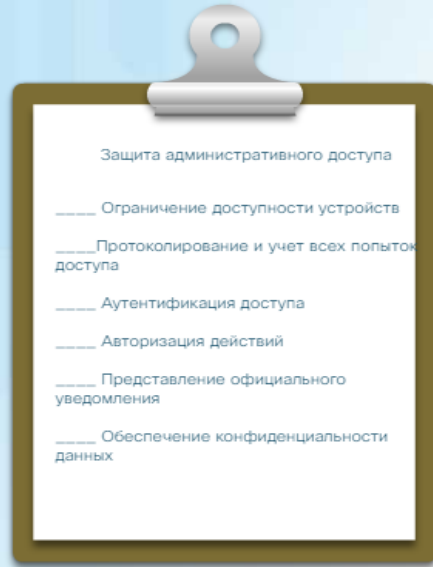 Защита административного доступа
____ Ограничение доступности устройств
____Протоколирование и учет всех попыток
доступа
____ Аутентификация доступа
____ Авторизация действий
____ Представление официального
уведомления
____ Обеспечение конфиденциальности
данных